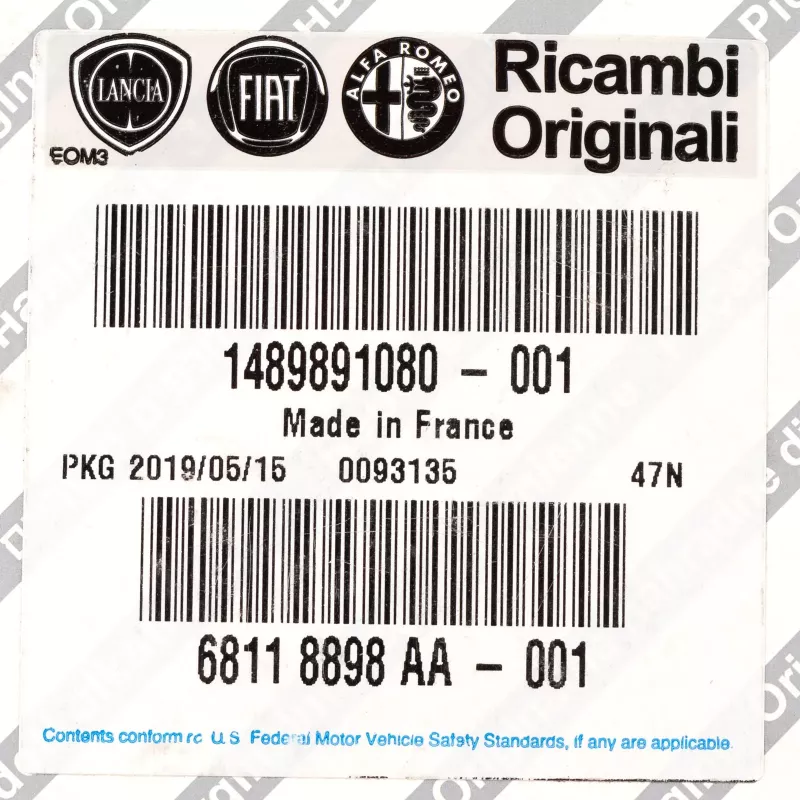 LANCIA
FIAT
ALFA ROMEO
Ricambi
Originali
EOM3
1489891080 - 001
Made in France
PKG 2019/05/15 0093135 47N
6811 8898 AA - 001
Contents conform to U.S. Federal Motor Vehicle Safety Standards, if any are applicable.